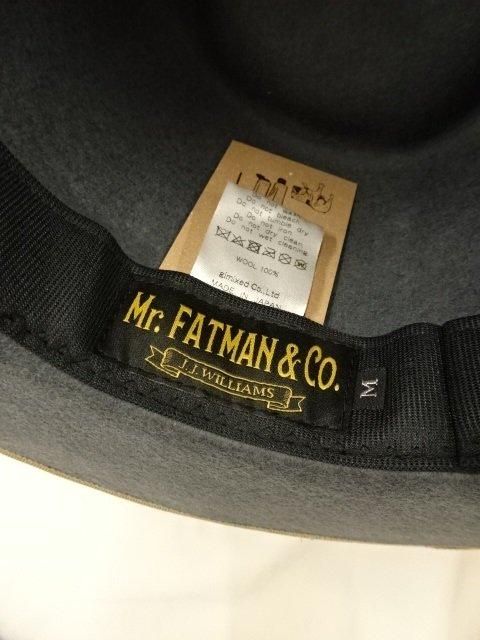 Do not bleach
Do not tumble dry
Do not iron
Do not dry clean
Do not wet cleaning
W
WOOL 100%
gimixed Co.,Ltd
MADE IN JAPAN
Mr. FATMAN & CO.
J.J. WILLIAMS
M